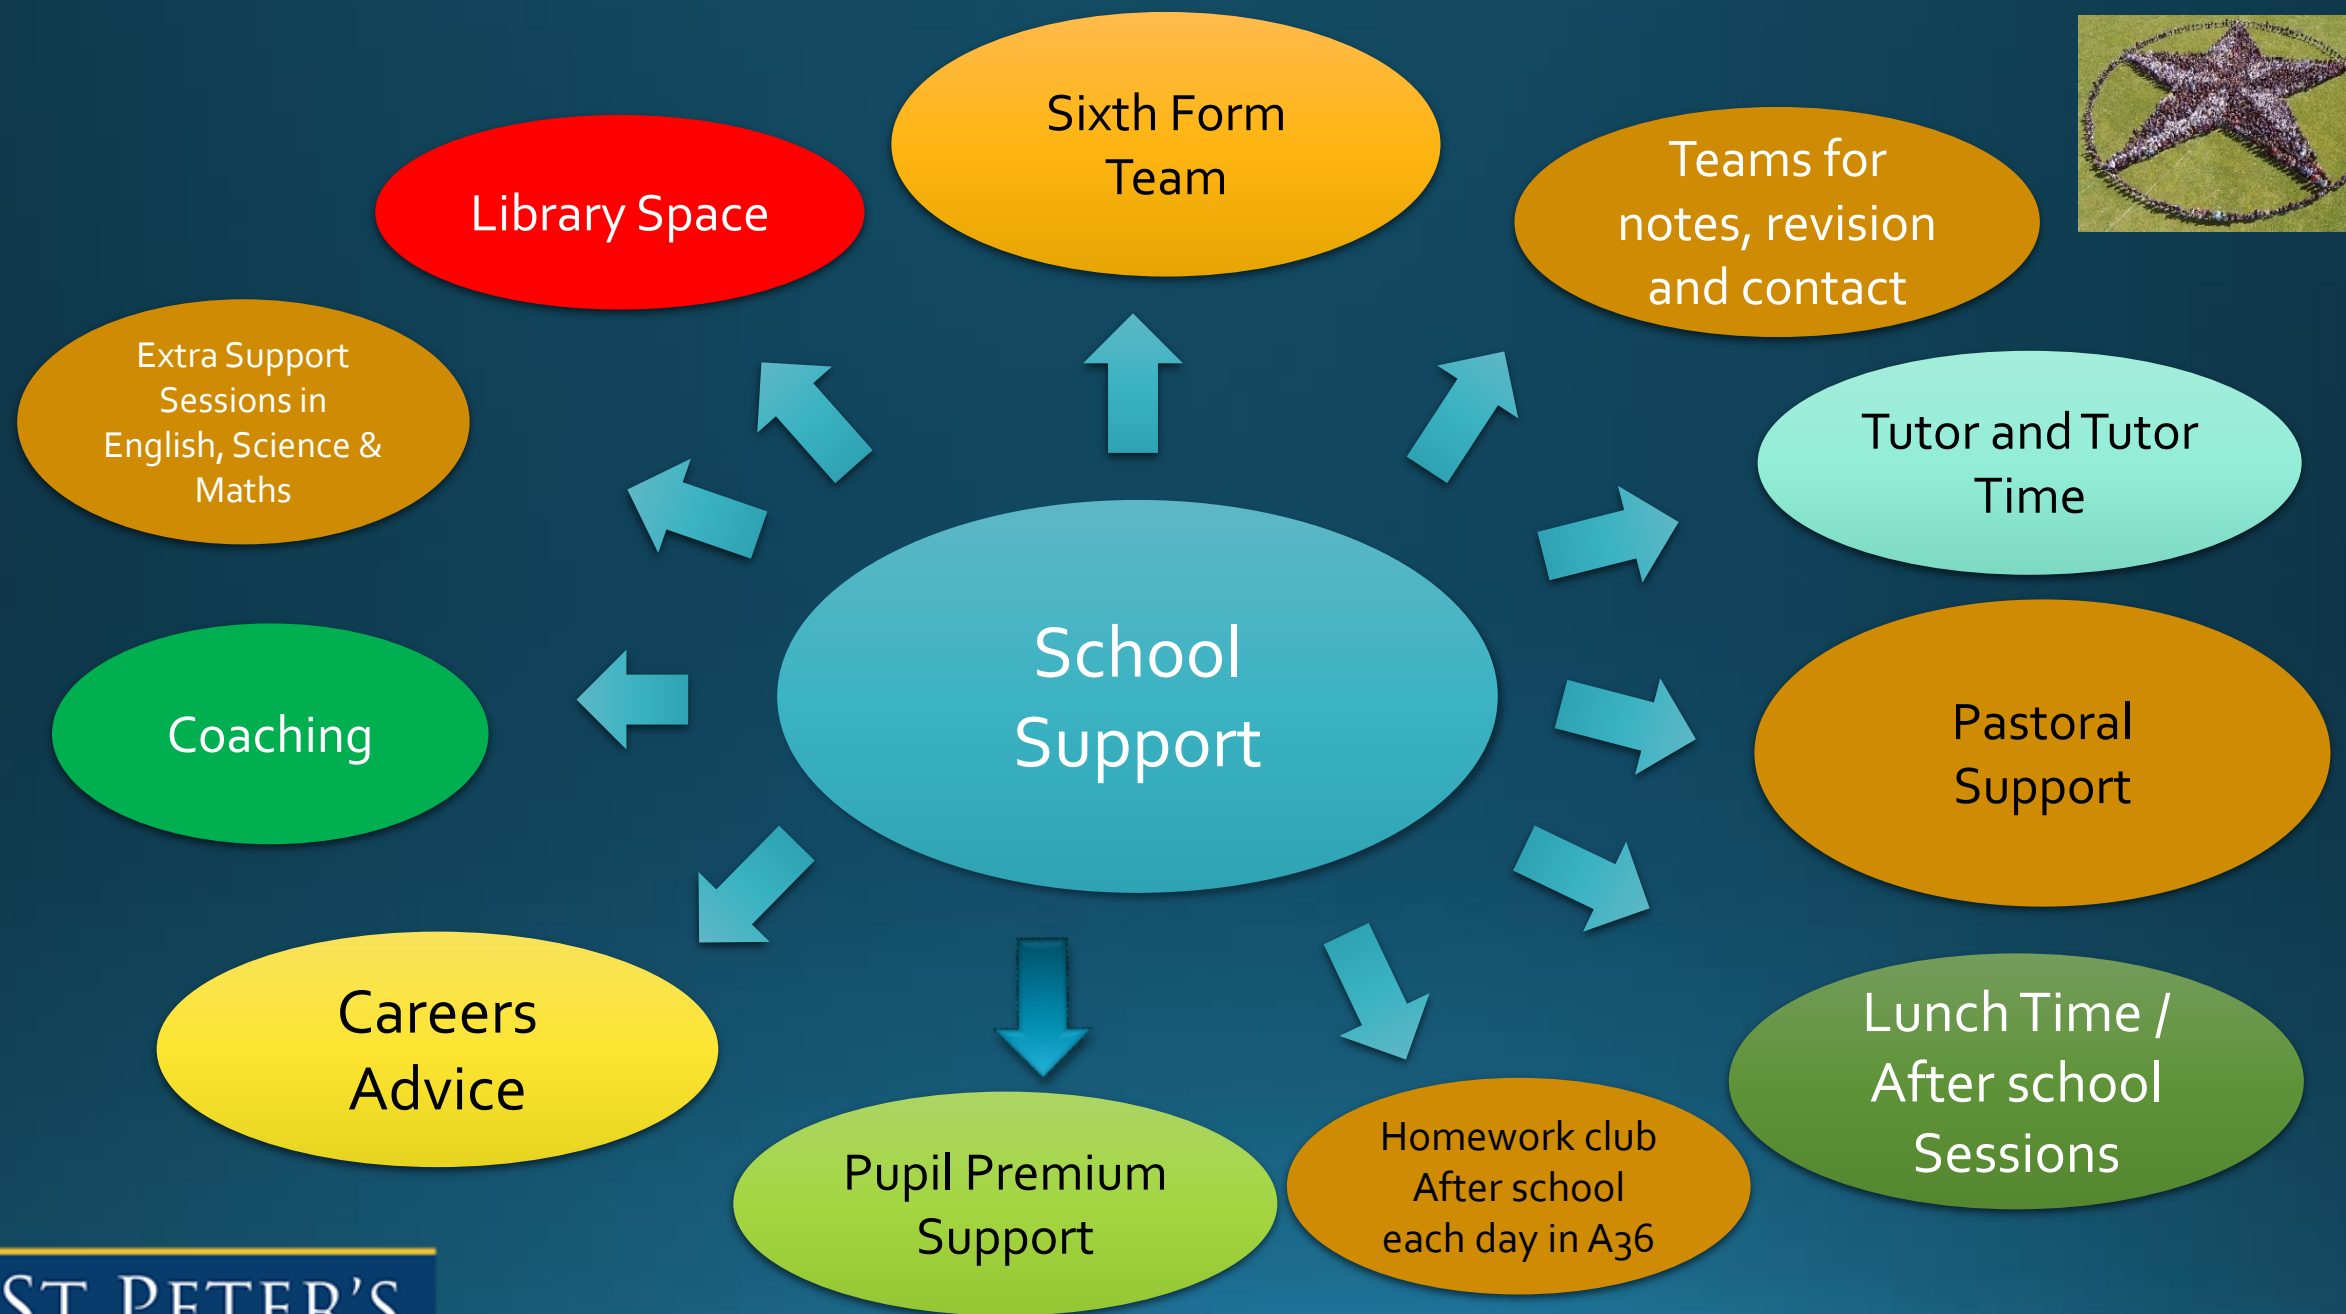 Sixth Form
Team
Library Space
Teams for
notes, revision
and contact
Extra Support
Sessions in
English, Science &
Maths
Tutor and Tutor
Time
School
Support
Coaching
Pastoral
Support
Careers
Advice
Lunch Time /
After school
Sessions
Pupil Premium
Support
Homework club
After school
each day in A36
ST PETER'S